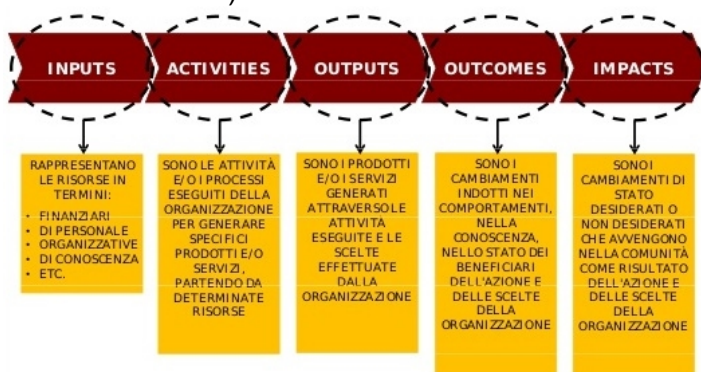 )
INPUTS
ACTIVITIES
OUTPUTS
OUTCOMES
IMPACTS
RAPPRESENTANO
LE RISORSE IN
TERMINI:
• FINANZIARI
• DI PERSONALE
• ORGANIZZATIVE
• DI CONOSCENZA
• ETC.
SONO LE ATTIVITÀ
E/O I PROCESSI
ESEGUITI DELLA
ORGANIZZAZIONE
PER GENERARE
SPECIFICI
PRODOTTI E/O
SERVIZI,
PARTENDO DA
DETERMINATE
RISORSE
SONO I PRODOTTI
E/O I SERVIZI
GENERATI
ATTRAVERSO LE
ATTIVITÀ
ESEGUITE E LE
SCELTE
EFFETTUATE
DALLA
ORGANIZZAZIONE
SONO I
CAMBIAMENTI
INDOTTI NEI
COMPORTAMENTI,
NELLA
CONOSCENZA,
NELLO STATO DEI
BENEFICIARI
DELL'AZIONE E
DELLE SCELTE
DELLA
ORGANIZZAZIONE
SONO I
CAMBIAMENTI DI
STATO
DESIDERATI O
NON DESIDERATI
CHE AVVENGONO
NELLA COMUNITÀ
COME RISULTATO
DELL'AZIONE E
DELLE SCELTE
DELLA
ORGANIZZAZIONE